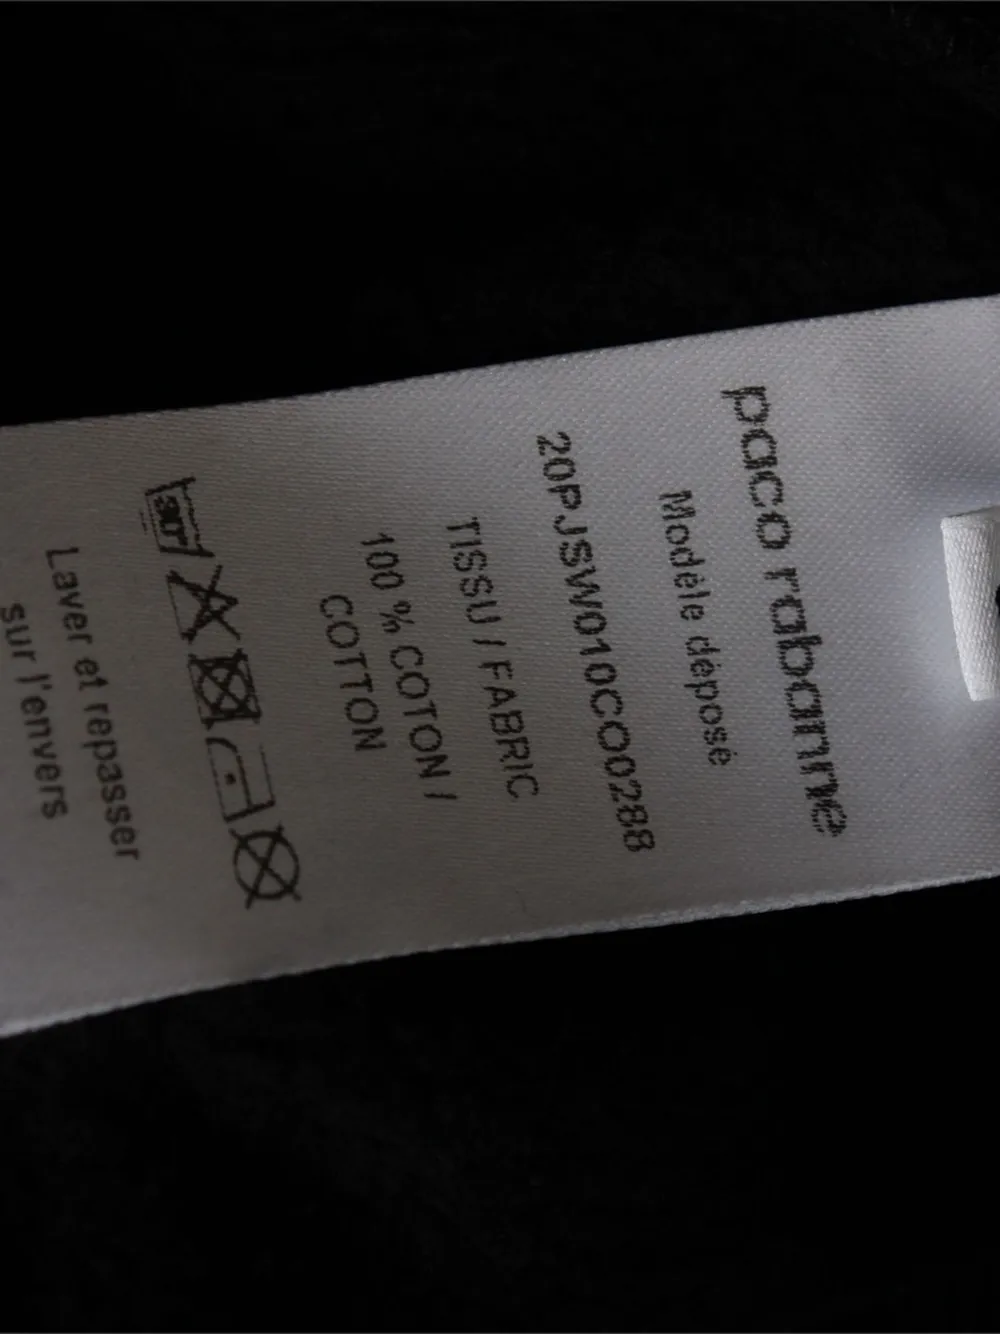 paco rabanne
Modèle déposé
20PJSW010CO0288
TISSU / FABRIC
100 % COTON /
COTTON
30°
Laver et repasser
sur l'envers